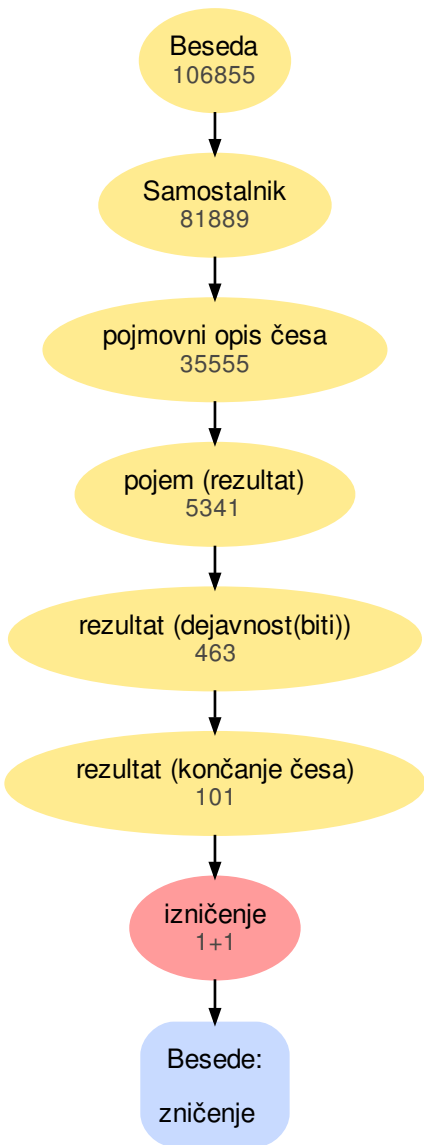 Beseda
106855
Samostalnik
81889
pojmovni opis česa
35555
pojem (rezultat)
5341
rezultat (dejavnost(biti))
463
rezultat (končanje česa)
101
izničenje
1+1
Besede:
zničenje